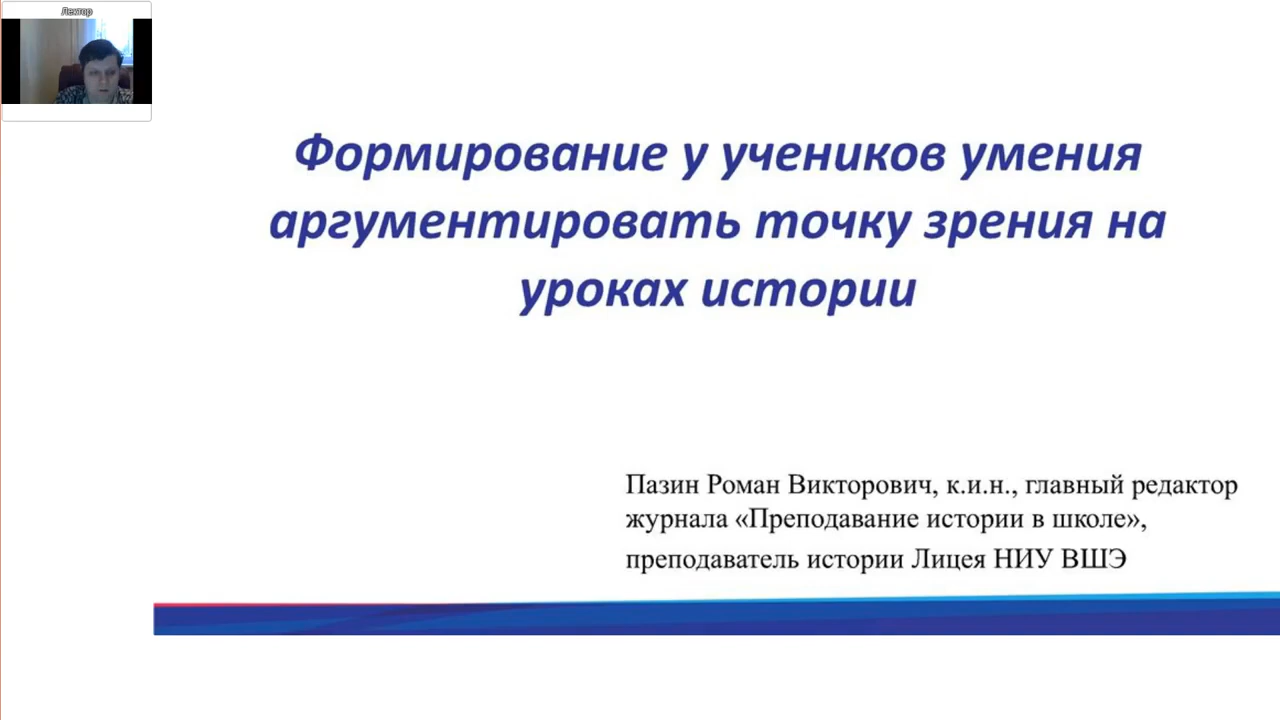 Лектор
Формирование у учеников умения
аргументировать точку зрения на
уроках истории
Пазин Роман Викторович, к.и.н., главный редактор
журнала «Преподавание истории в школе»,
преподаватель истории Лицея НИУ ВШЭ